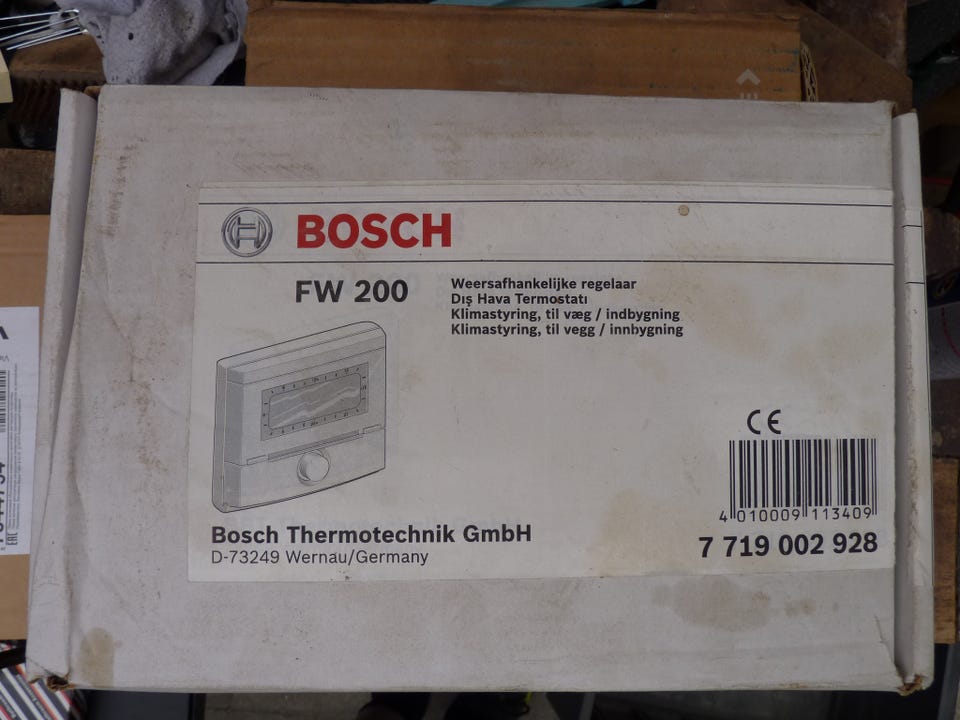 BOSCH
FW 200
Weersafhankelijke regelaar
Dış Hava Termostatı
Klimastyring, til væg / indbygning
Klimastyring, til vegg / innbygning
CE
4 010009 113409
7 719 002 928
Bosch Thermotechnik GmbH
D-73249 Wernau/Germany